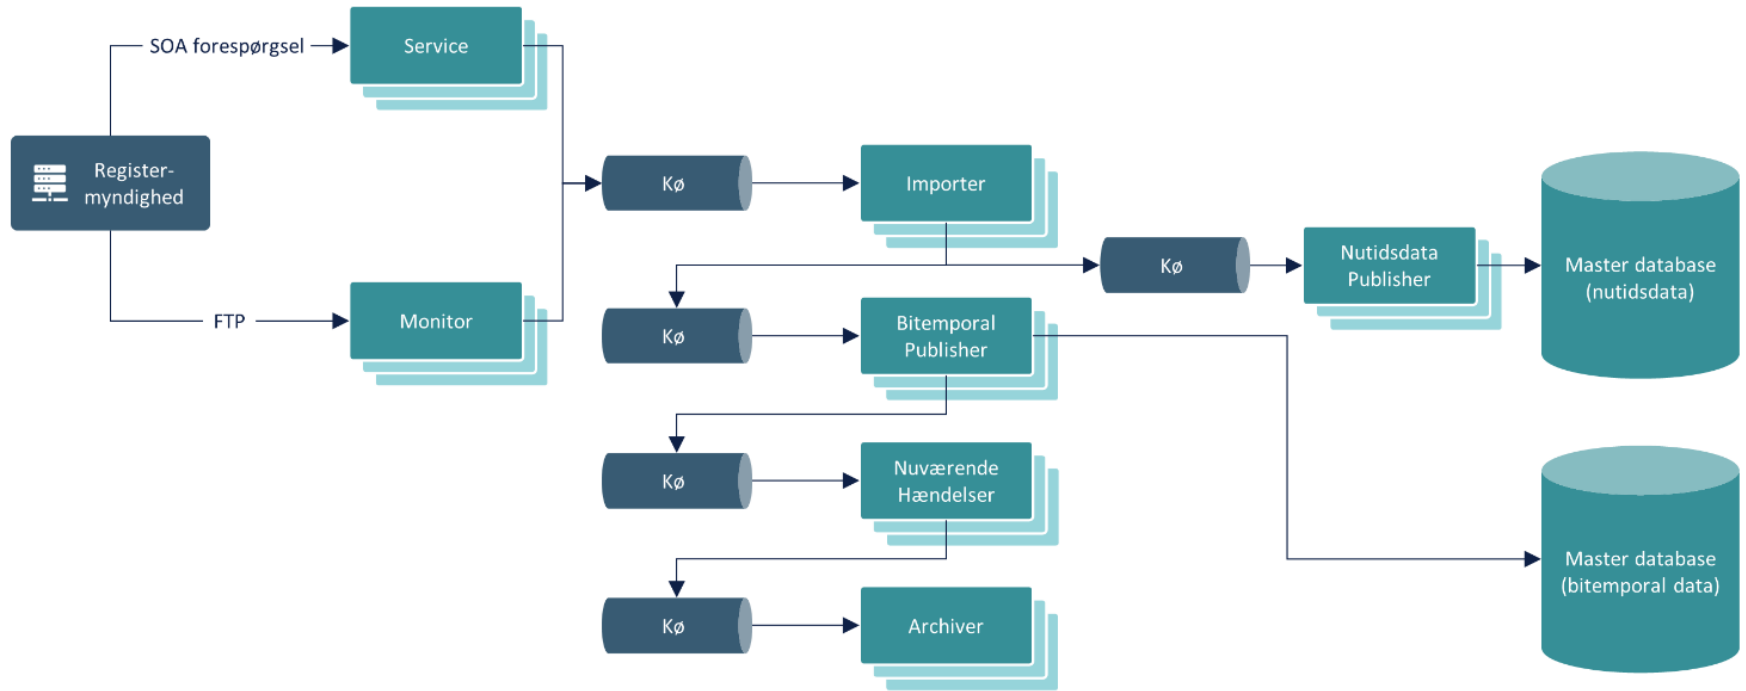 SOA forespørgsel
Service
Register-
myndighed
FTP
Monitor
Kø
Importer
Kø
Nutidsdata
Publisher
Master database
(nutidsdata)
Kø
Bitemporal
Publisher
Kø
Nuværende
Hændelser
Master database
(bitemporal data)
Kø
Archiver